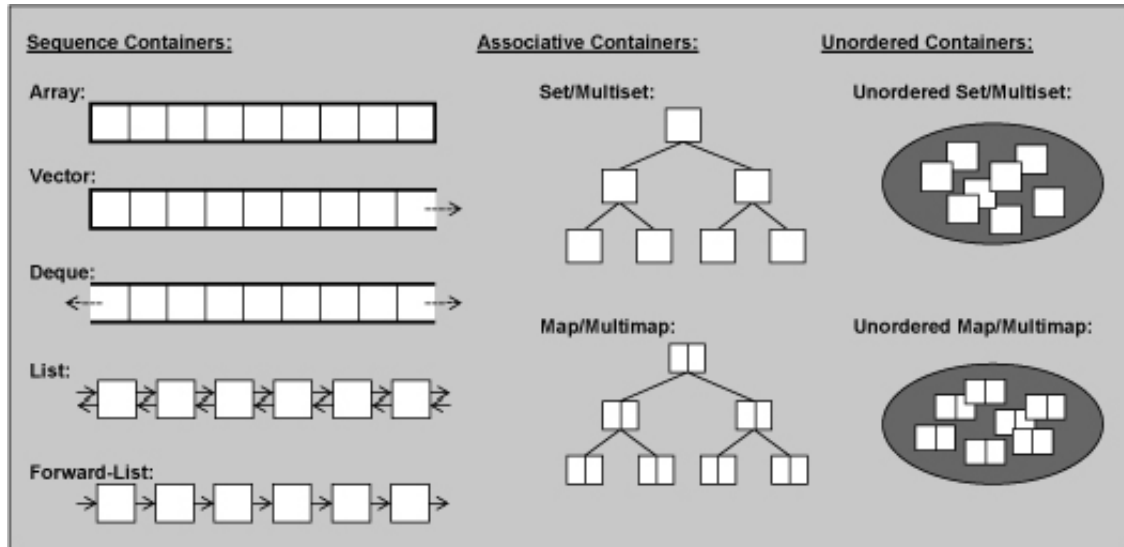 Sequence Containers:
Array:
Vector:
Deque:
List:
Forward-List:
Associative Containers:
Set/Multiset:
Map/Multimap:
Unordered Containers:
Unordered Set/Multiset:
Unordered Map/Multimap: